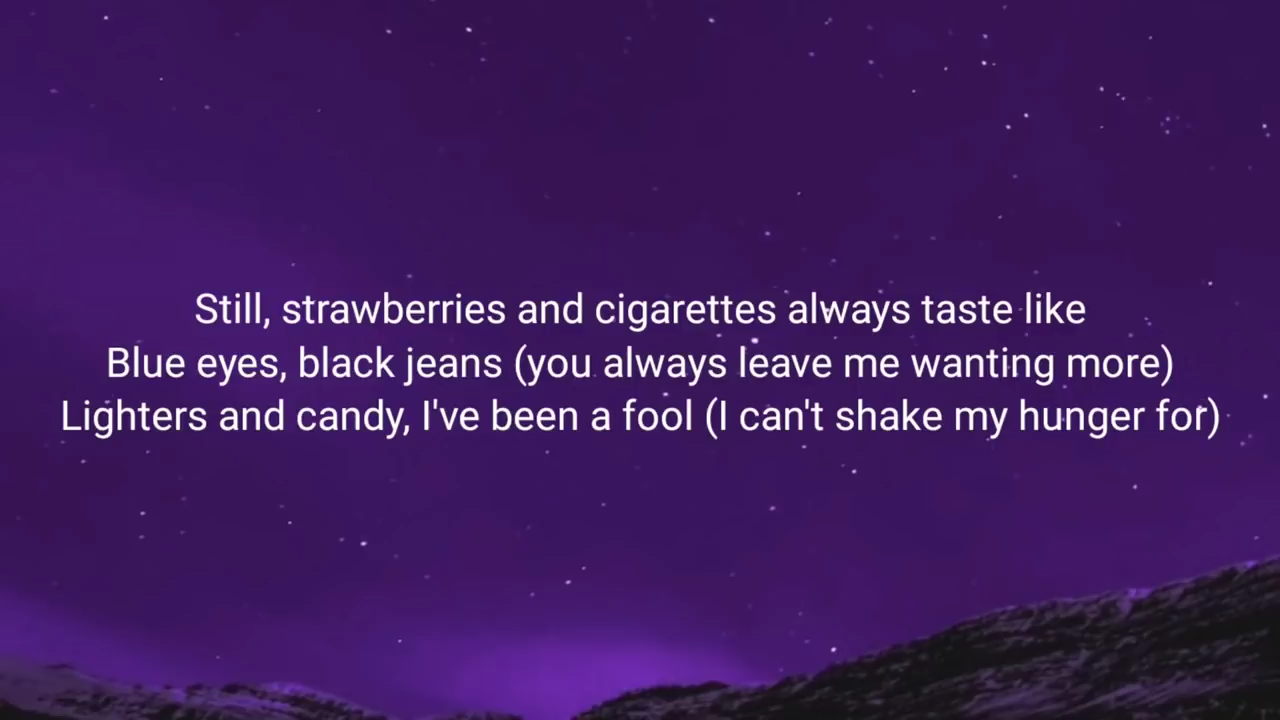 Still, strawberries and cigarettes always taste like
Blue eyes, black jeans (you always leave me wanting more)
Lighters and candy, I've been a fool (I can't shake my hunger for)